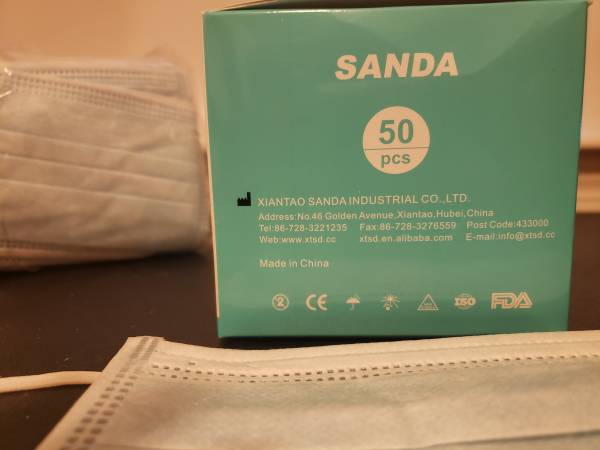 SANDA
50
pcs
XIANTAO SANDA INDUSTRIAL CO.,LTD.
Address:No.46 Golden Avenue,Xiantao,Hubei,China
Tel:86-728-3221235 Fax:86-728-3276559 Post Code:433000
Web:www.xtsd.cc xtsd.en.alibaba.com E-mail:info@xtsd.cc
Made in China
2 CE ISO FDA